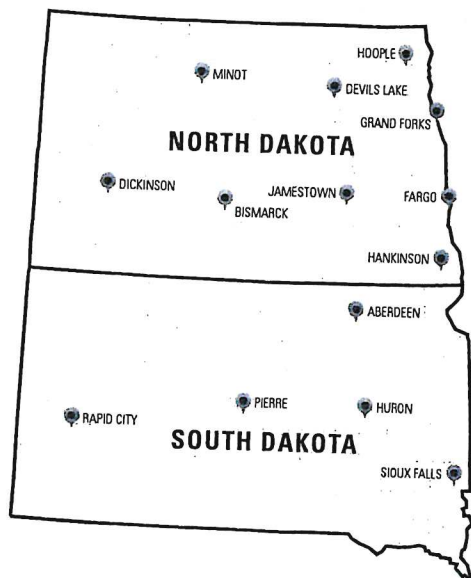 HOOPLE
MINOT
DEVILS LAKE
GRAND FORKS
NORTH DAKOTA
DICKINSON
JAMESTOWN
FARGO
BISMARCK
HANKINSON
ABERDEEN
PIERRE
HURON
RAPID CITY
SOUTH DAKOTA
SIOUX FALLS